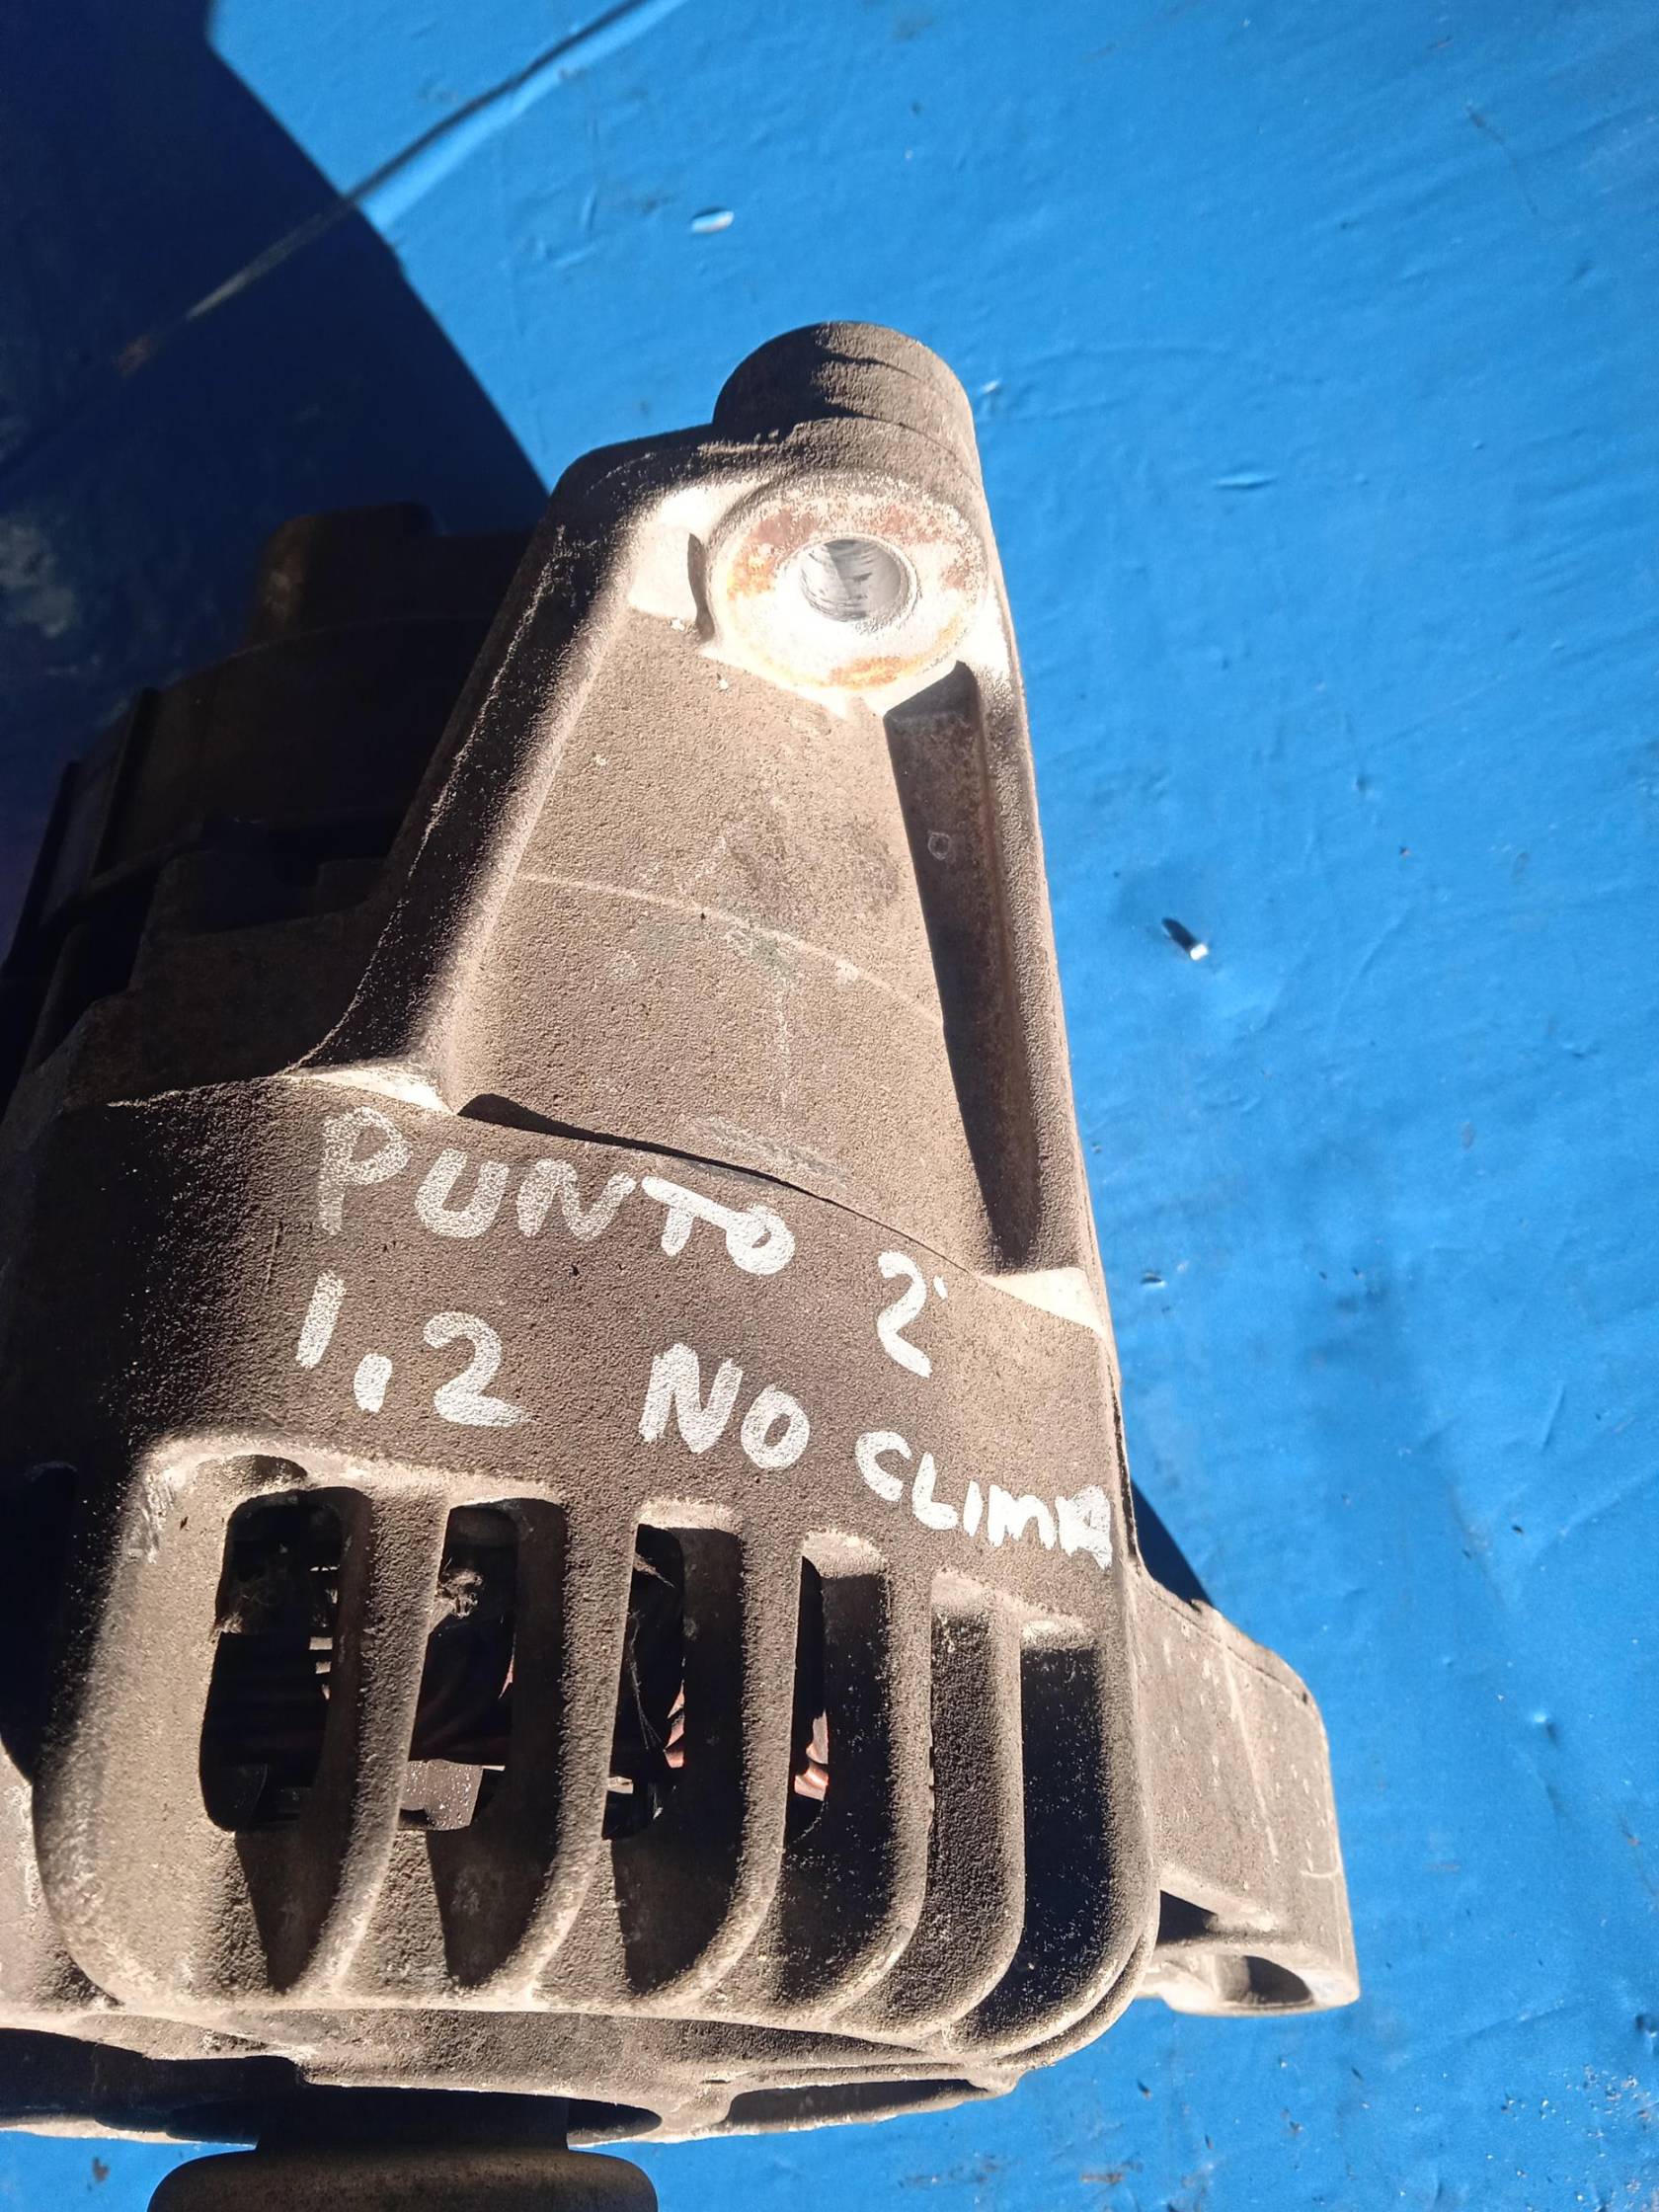 PUNTO 2'
1.2 NO CLIMA